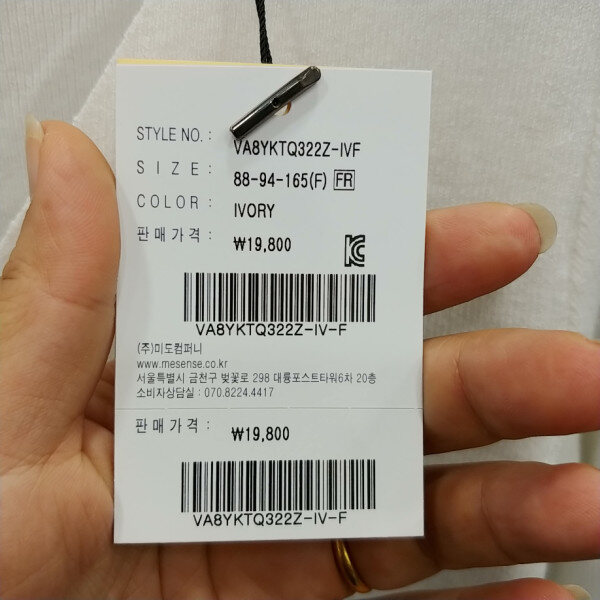 STYLE NO. : VA8YKTQ322Z-IVF
SIZE : 88-94-165(F) FR
COLOR : IVORY
판매가격 : ₩19,800
VA8YKTQ322Z-IV-F
(주)미도컴퍼니
www.mesense.co.kr
서울특별시 금천구 벚꽃로 298 대륭포스트타워6차 20층
소비자상담실 : 070.8224.4417
판매가격 : ₩19,800
VA8YKTQ322Z-IV-F